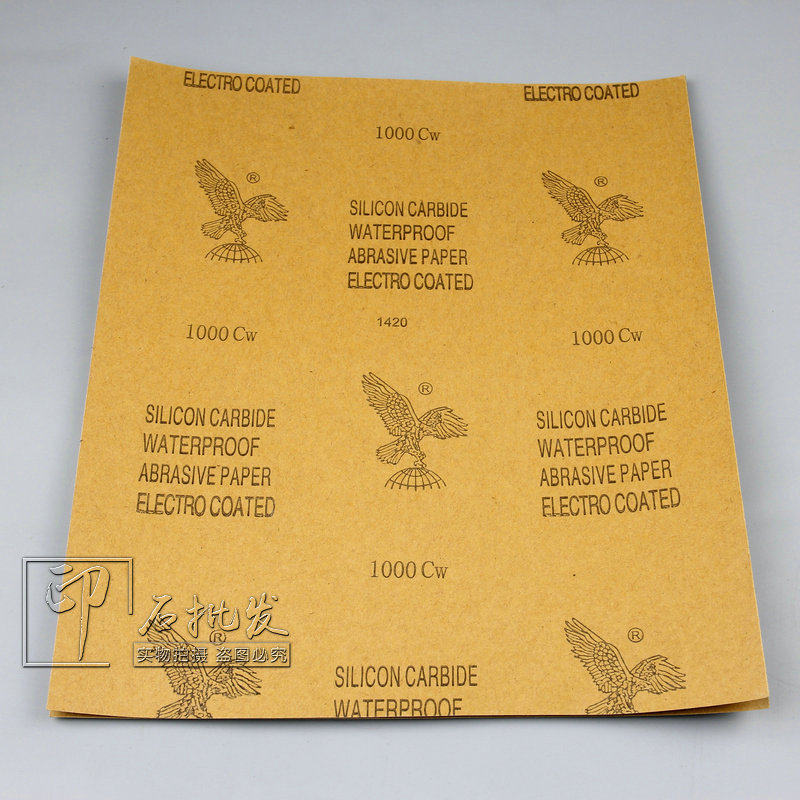 ELECTRO COATED
ELECTRO COATED
1000 Cw
®
®
SILICON CARBIDE
WATERPROOF
ABRASIVE PAPER
ELECTRO COATED
1420
1000 Cw
1000 Cw
®
SILICON CARBIDE
WATERPROOF
ABRASIVE PAPER
ELECTRO COATED
SILICON CARBIDE
WATERPROOF
ABRASIVE PAPER
ELECTRO COATED
1000 Cw
印石批发
实物拍摄 盗图必究
®
®
SILICON CARBIDE
WATERPROOF